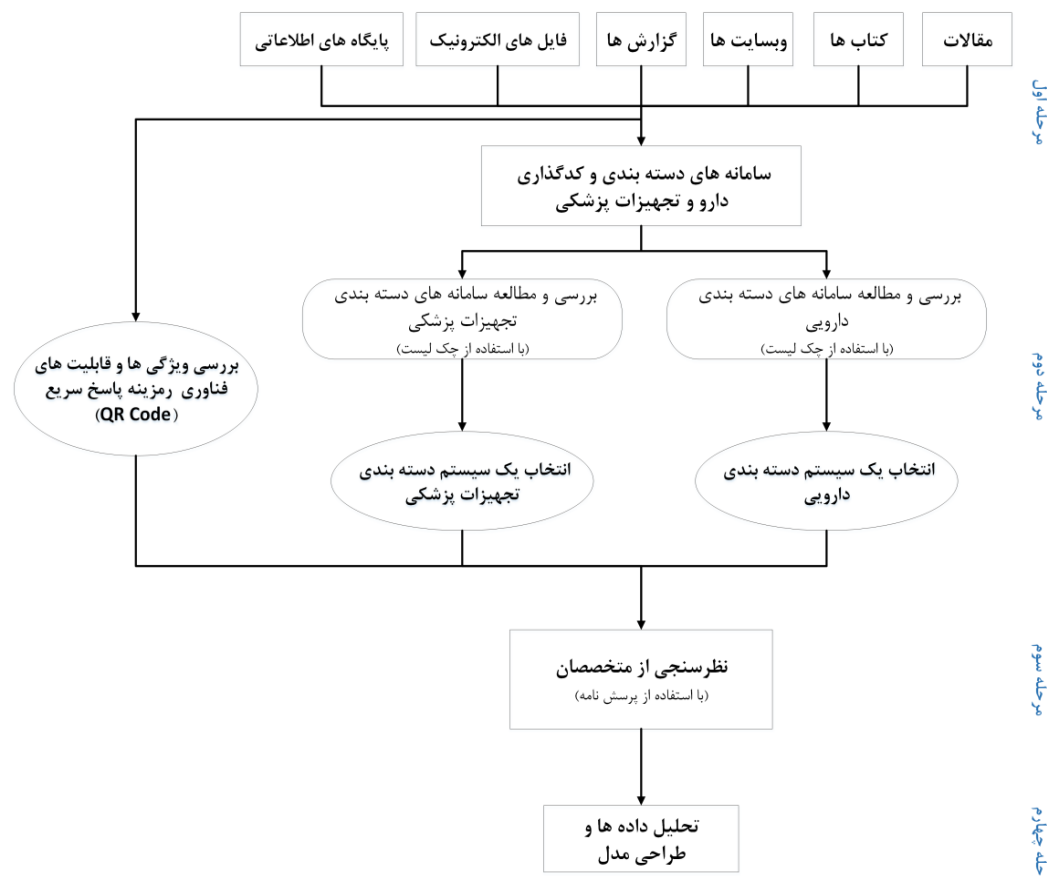 مقالات
کتاب ها
وبسایت ها
گزارش ها
فایل های الکترونیک
پایگاه های اطلاعاتی
مرحله اول
سامانه های دسته بندی و کدگذاری
دارو و تجهیزات پزشکی
بررسی و مطالعه سامانه های دسته بندی
دارویی
(با استفاده از چک لیست)
بررسی و مطالعه سامانه های دسته بندی
تجهیزات پزشکی
(با استفاده از چک لیست)
بررسی ویژگی ها و قابلیت های
فناوری رمزینه پاسخ سریع
(QR Code)
مرحله دوم
انتخاب یک سیستم دسته بندی
دارویی
انتخاب یک سیستم دسته بندی
تجهیزات پزشکی
نظرسنجی از متخصصان
(با استفاده از پرسش نامه)
مرحله سوم
تحلیل داده ها و
طراحی مدل
حله چهارم